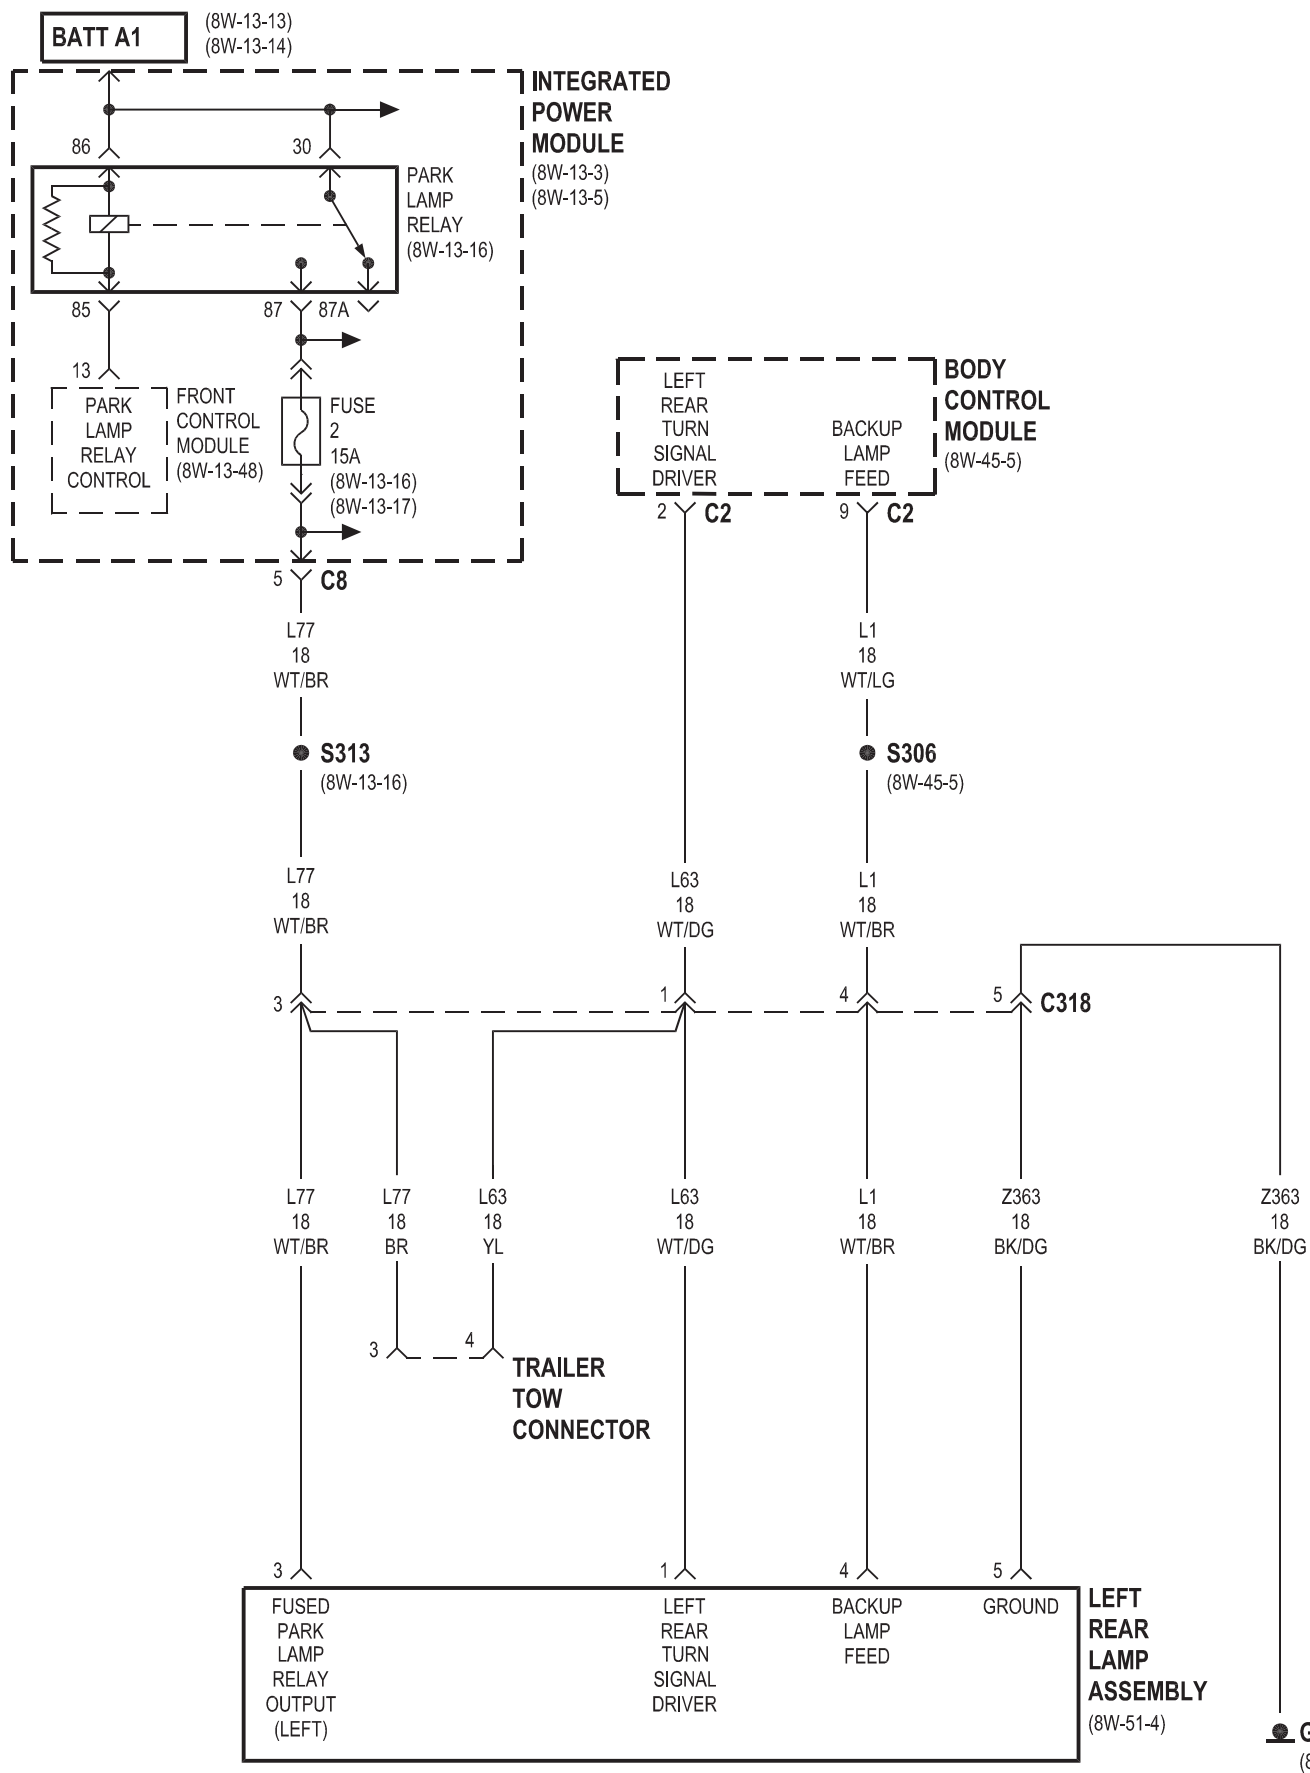 BATT A1
(8W-13-13)
(8W-13-14)
INTEGRATED
POWER
MODULE
(8W-13-3)
(8W-13-5)
86
30
PARK
LAMP
RELAY
(8W-13-16)
85
87
87A
13
PARK
LAMP
RELAY
CONTROL
FRONT
CONTROL
MODULE
(8W-13-48)
FUSE
2
15A
(8W-13-16)
(8W-13-17)
LEFT
REAR
TURN
SIGNAL
DRIVER
BACKUP
LAMP
FEED
BODY
CONTROL
MODULE
(8W-45-5)
2
C2
9
C2
5
C8
L77
18
WT/BR
L1
18
WT/LG
S313
(8W-13-16)
S306
(8W-45-5)
L77
18
WT/BR
L63
18
WT/DG
L1
18
WT/BR
3
1
4
5
C318
L77
18
WT/BR
L77
18
BR
L63
18
YL
L63
18
WT/DG
L1
18
WT/BR
Z363
18
BK/DG
Z363
18
BK/DG
3
4
TRAILER
TOW
CONNECTOR
3
1
4
5
FUSED
PARK
LAMP
RELAY
OUTPUT
(LEFT)
LEFT
REAR
TURN
SIGNAL
DRIVER
BACKUP
LAMP
FEED
GROUND
LEFT
REAR
LAMP
ASSEMBLY
(8W-51-4)